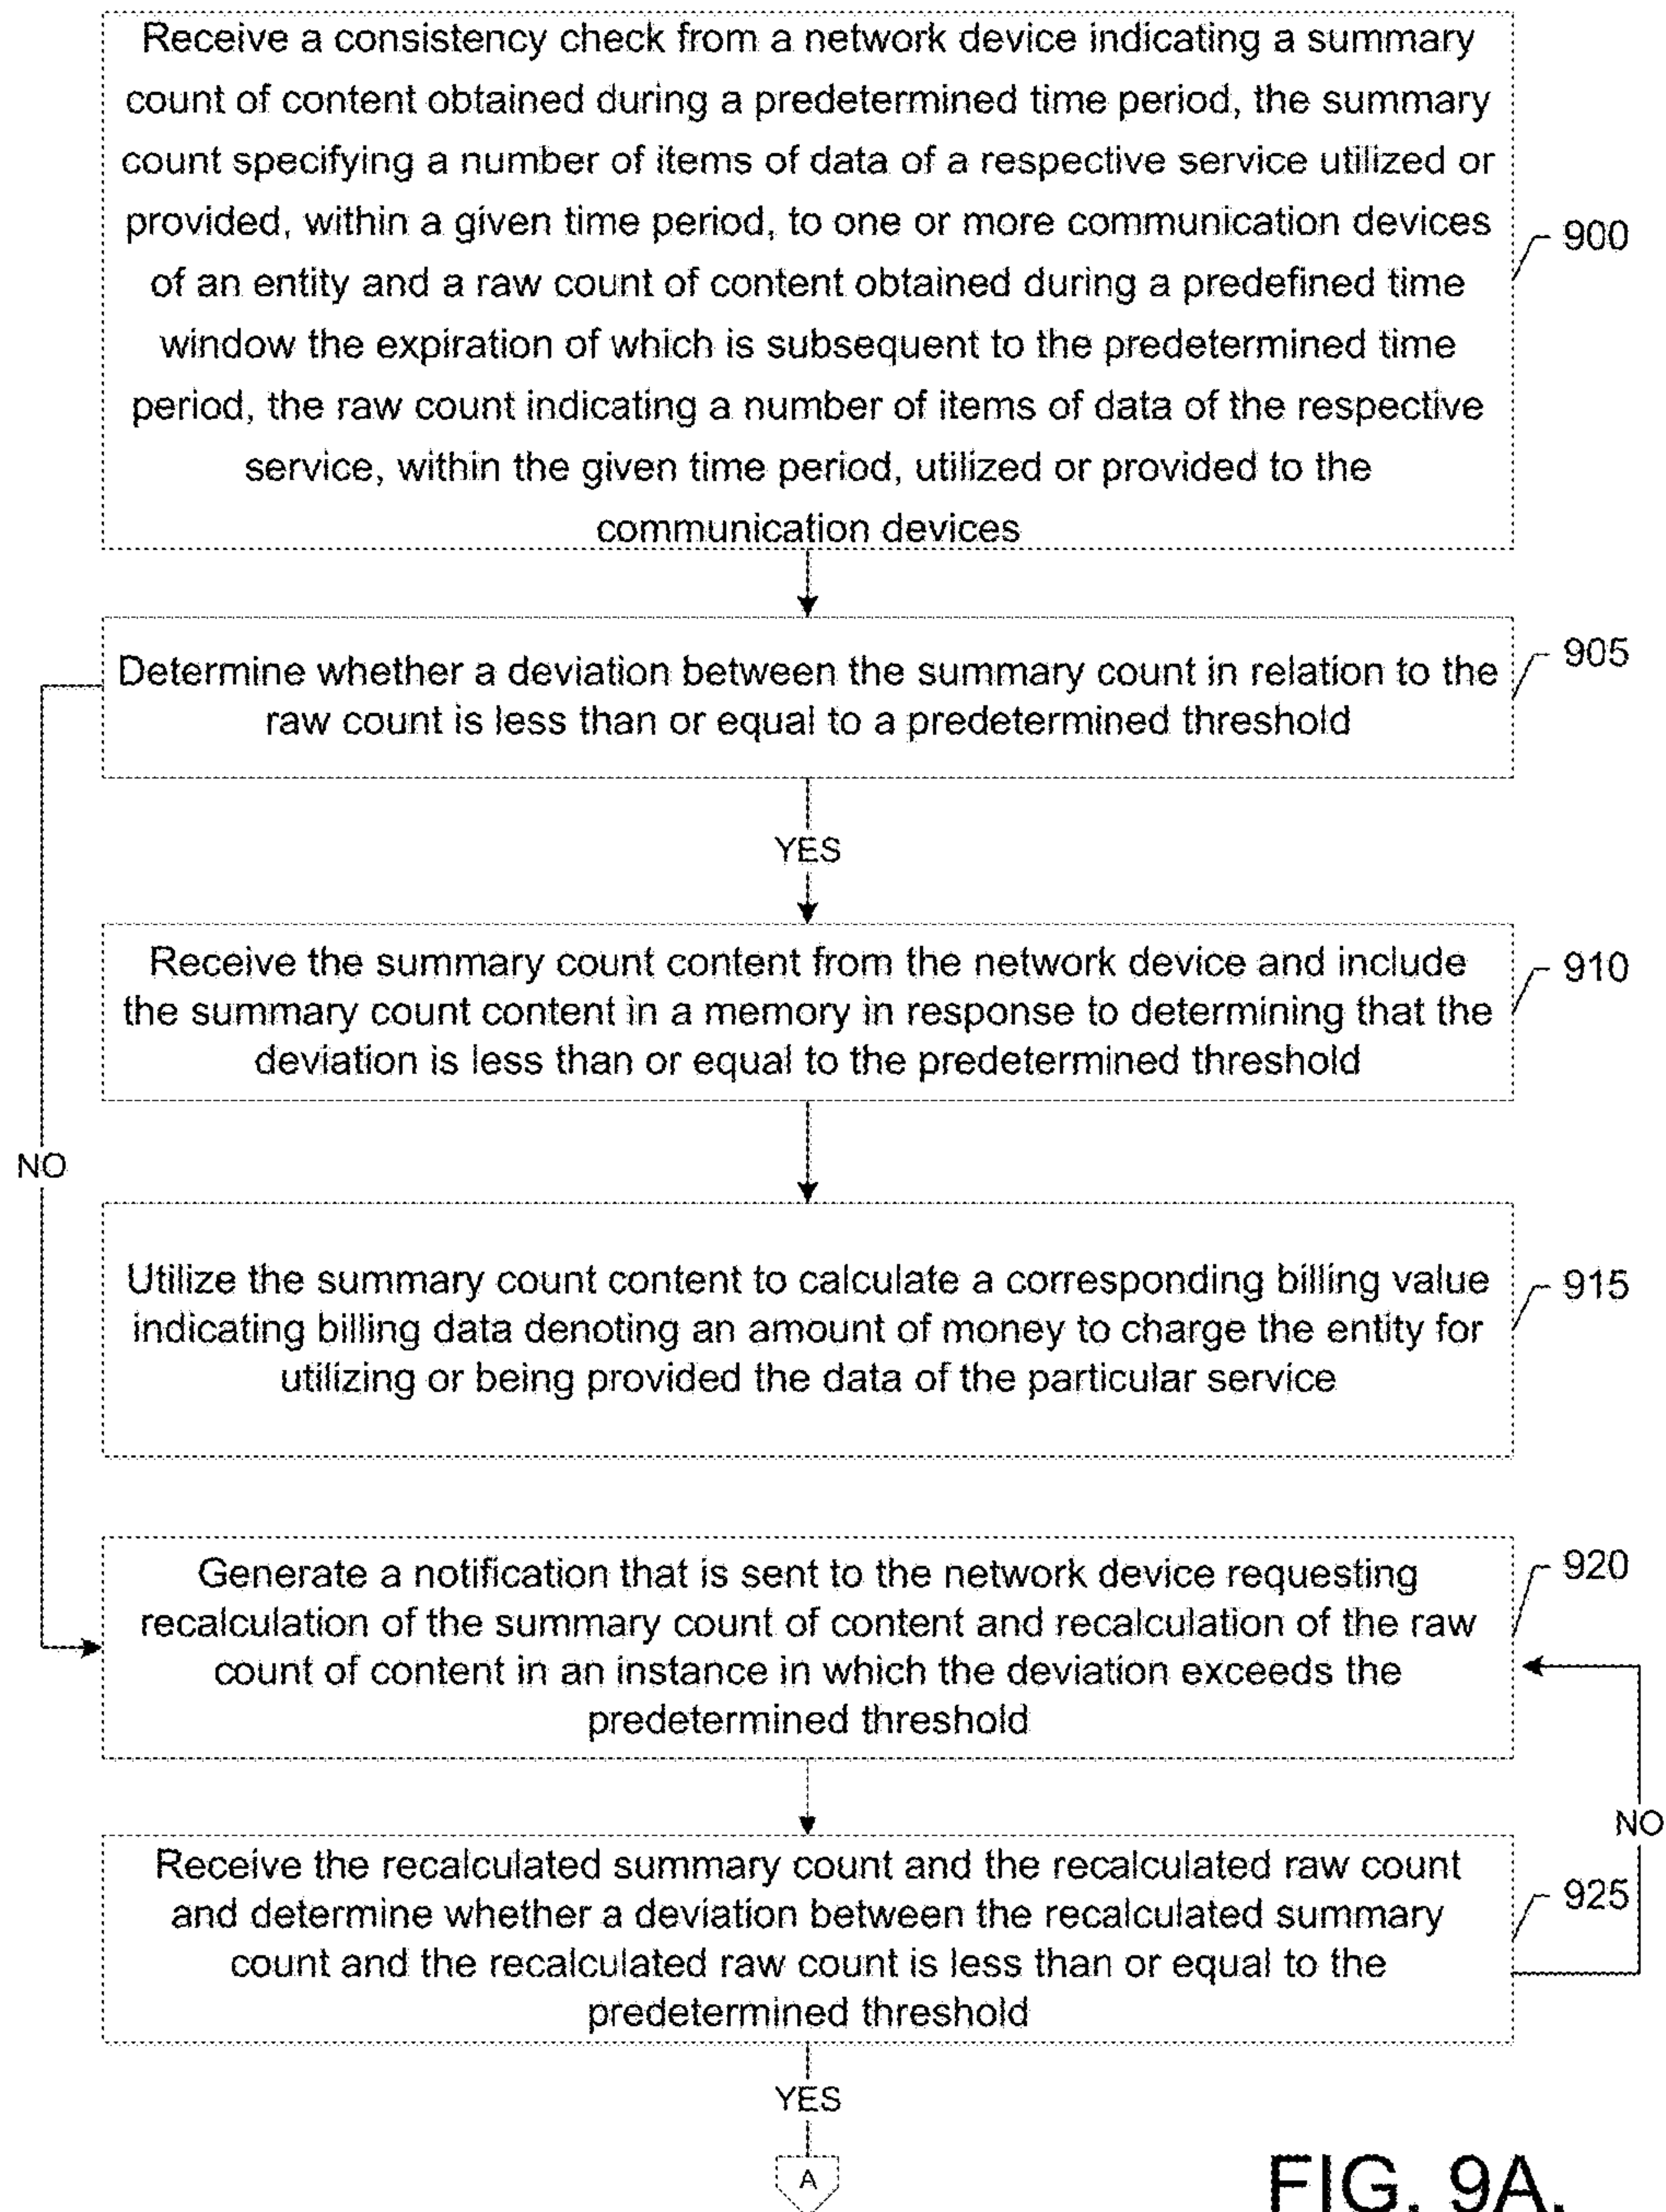 Receive a consistency check from a network device indicating a summary
count of content obtained during a predetermined time period, the summary
count specifying a number of items of data of a respective service utilized or
provided, within a given time period, to one or more communication devices
of an entity and a raw count of content obtained during a predefined time
window the expiration of which is subsequent to the predetermined time
period, the raw count indicating a number of items of data of the respective
service, within the given time period, utilized or provided to the
communication devices
900
Determine whether a deviation between the summary count in relation to the
raw count is less than or equal to a predetermined threshold
905
YES
Receive the summary count content from the network device and include
the summary count content in a memory in response to determining that the
deviation is less than or equal to the predetermined threshold
910
NO
Utilize the summary count content to calculate a corresponding billing value
indicating billing data denoting an amount of money to charge the entity for
utilizing or being provided the data of the particular service
915
Generate a notification that is sent to the network device requesting
recalculation of the summary count of content and recalculation of the raw
count of content in an instance in which the deviation exceeds the
predetermined threshold
920
NO
Receive the recalculated summary count and the recalculated raw count
and determine whether a deviation between the recalculated summary
count and the recalculated raw count is less than or equal to the
predetermined threshold
925
YES
A
FIG. 9A.